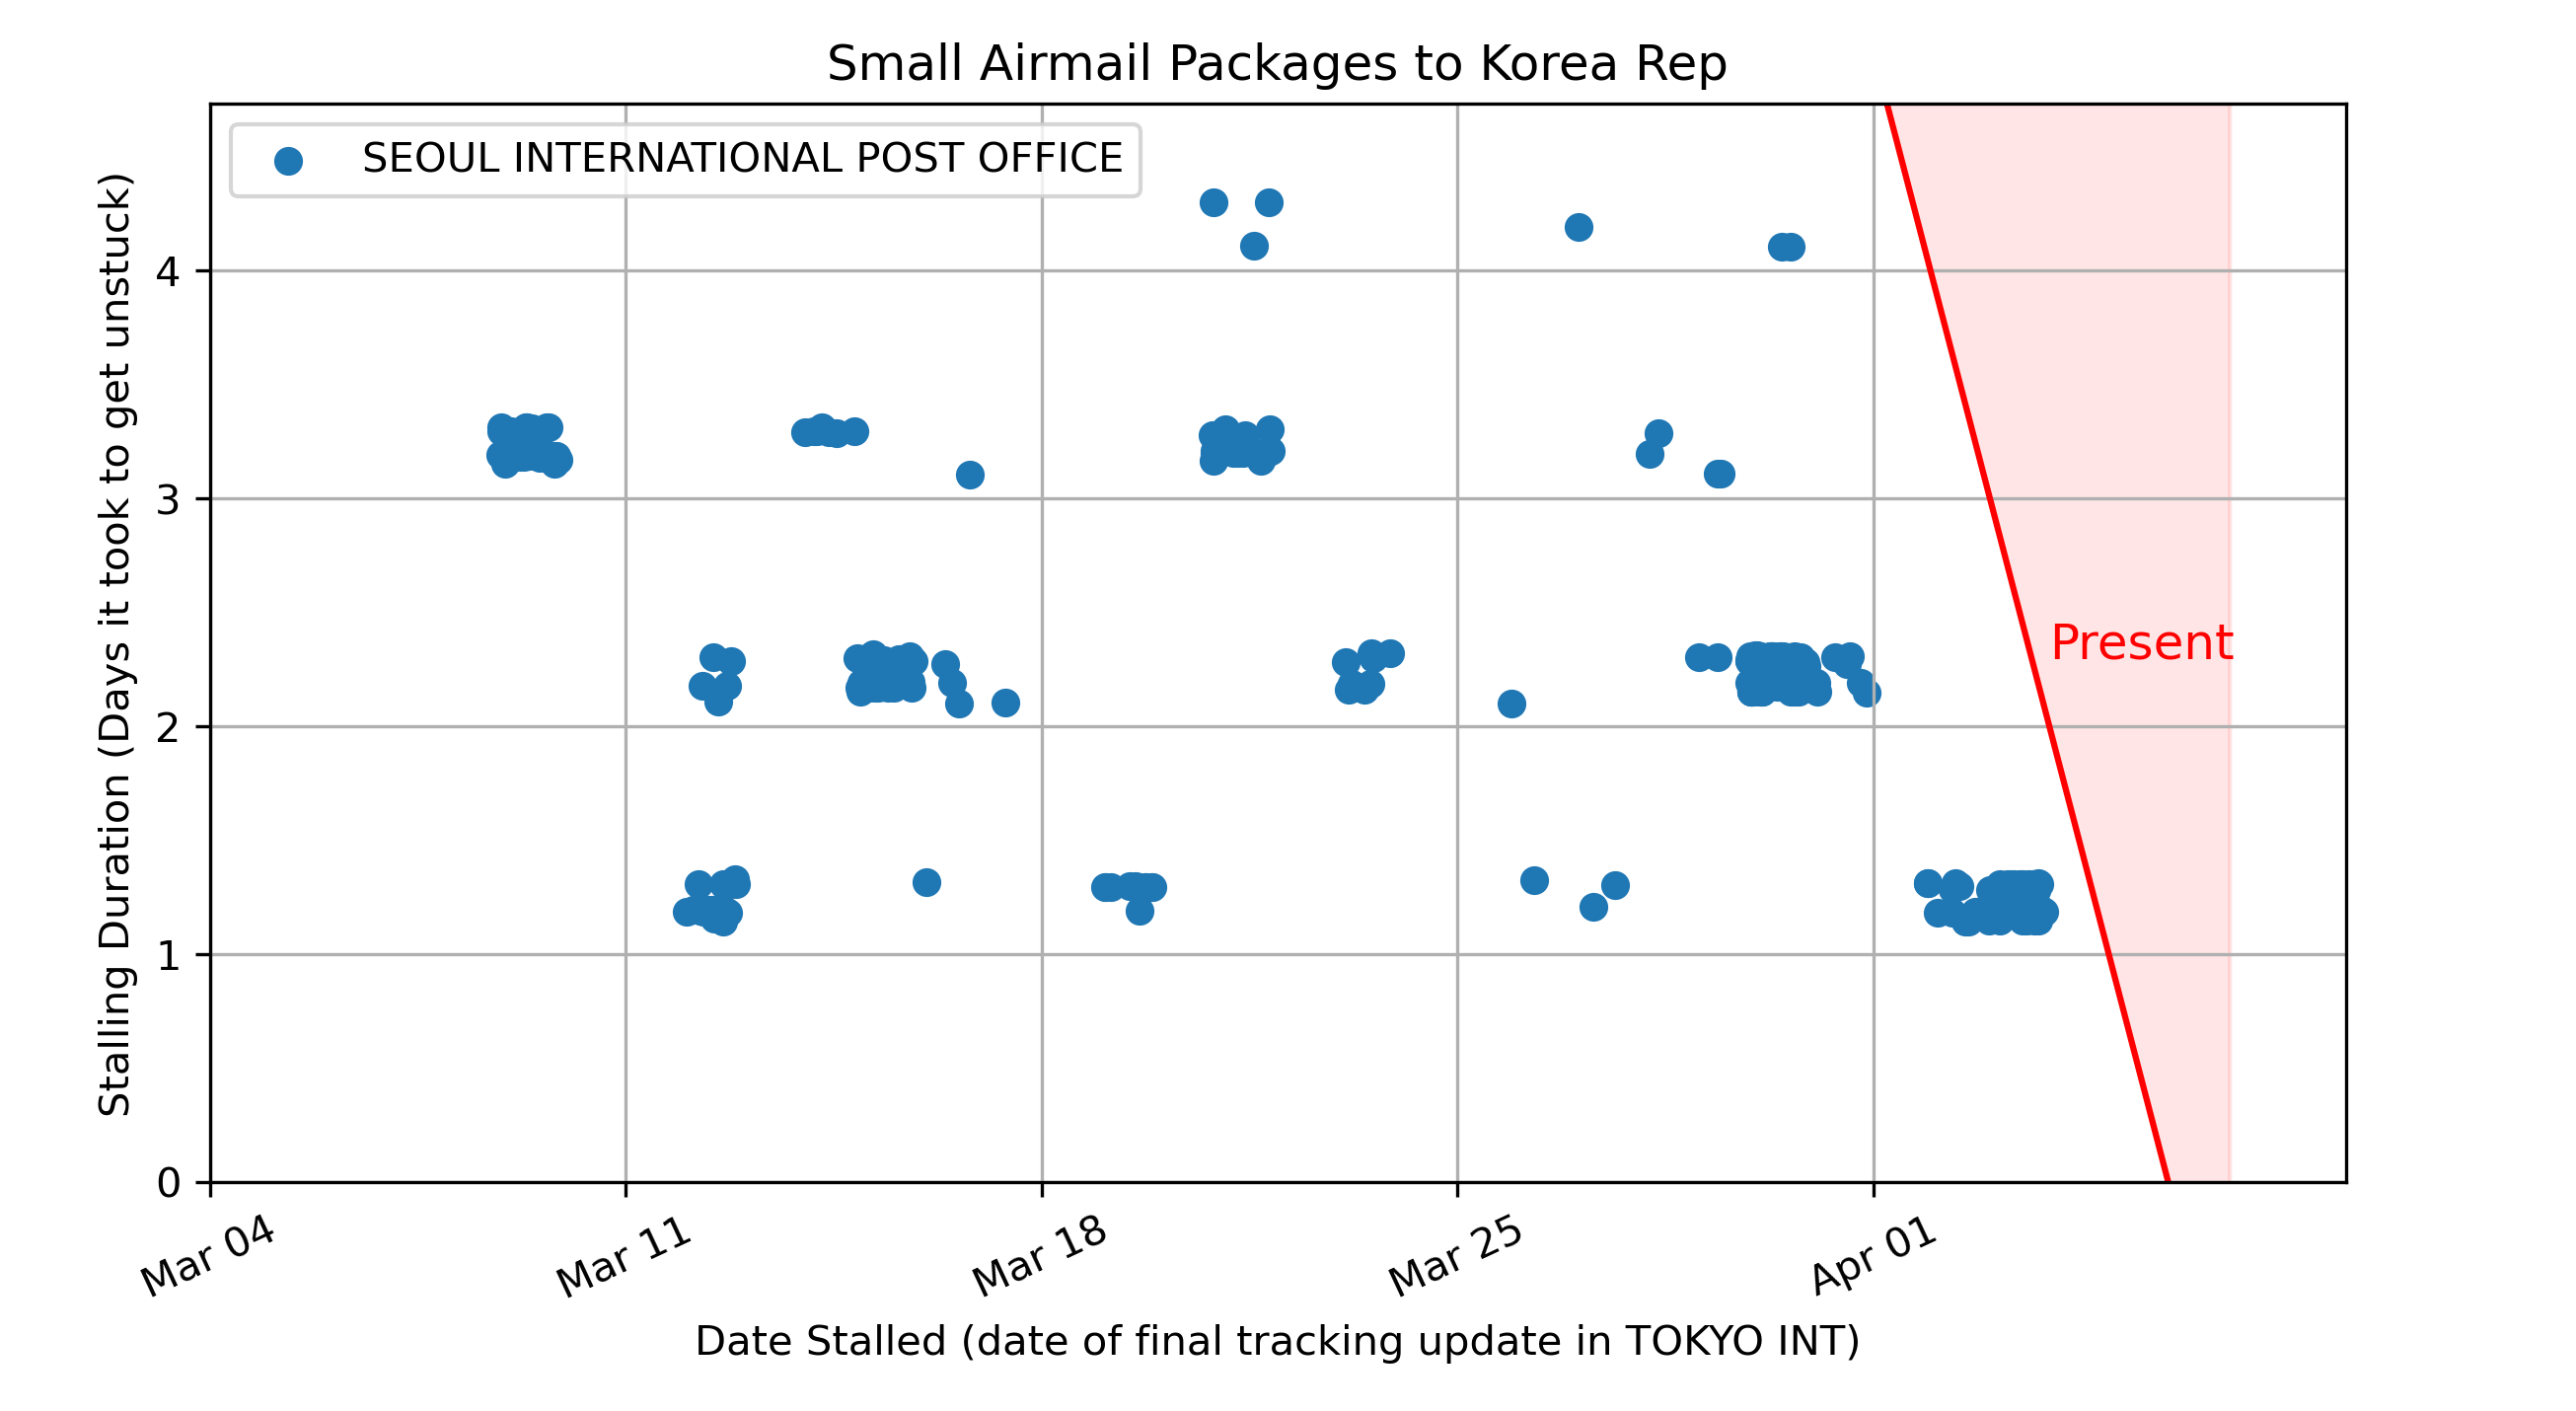 Small Airmail Packages to Korea Rep
SEOUL INTERNATIONAL POST OFFICE
Stalling Duration (Days it took to get unstuck)
4
3
2
1
0
Present
Mar 04
Mar 11
Mar 18
Mar 25
Apr 01
Date Stalled (date of final tracking update in TOKYO INT)